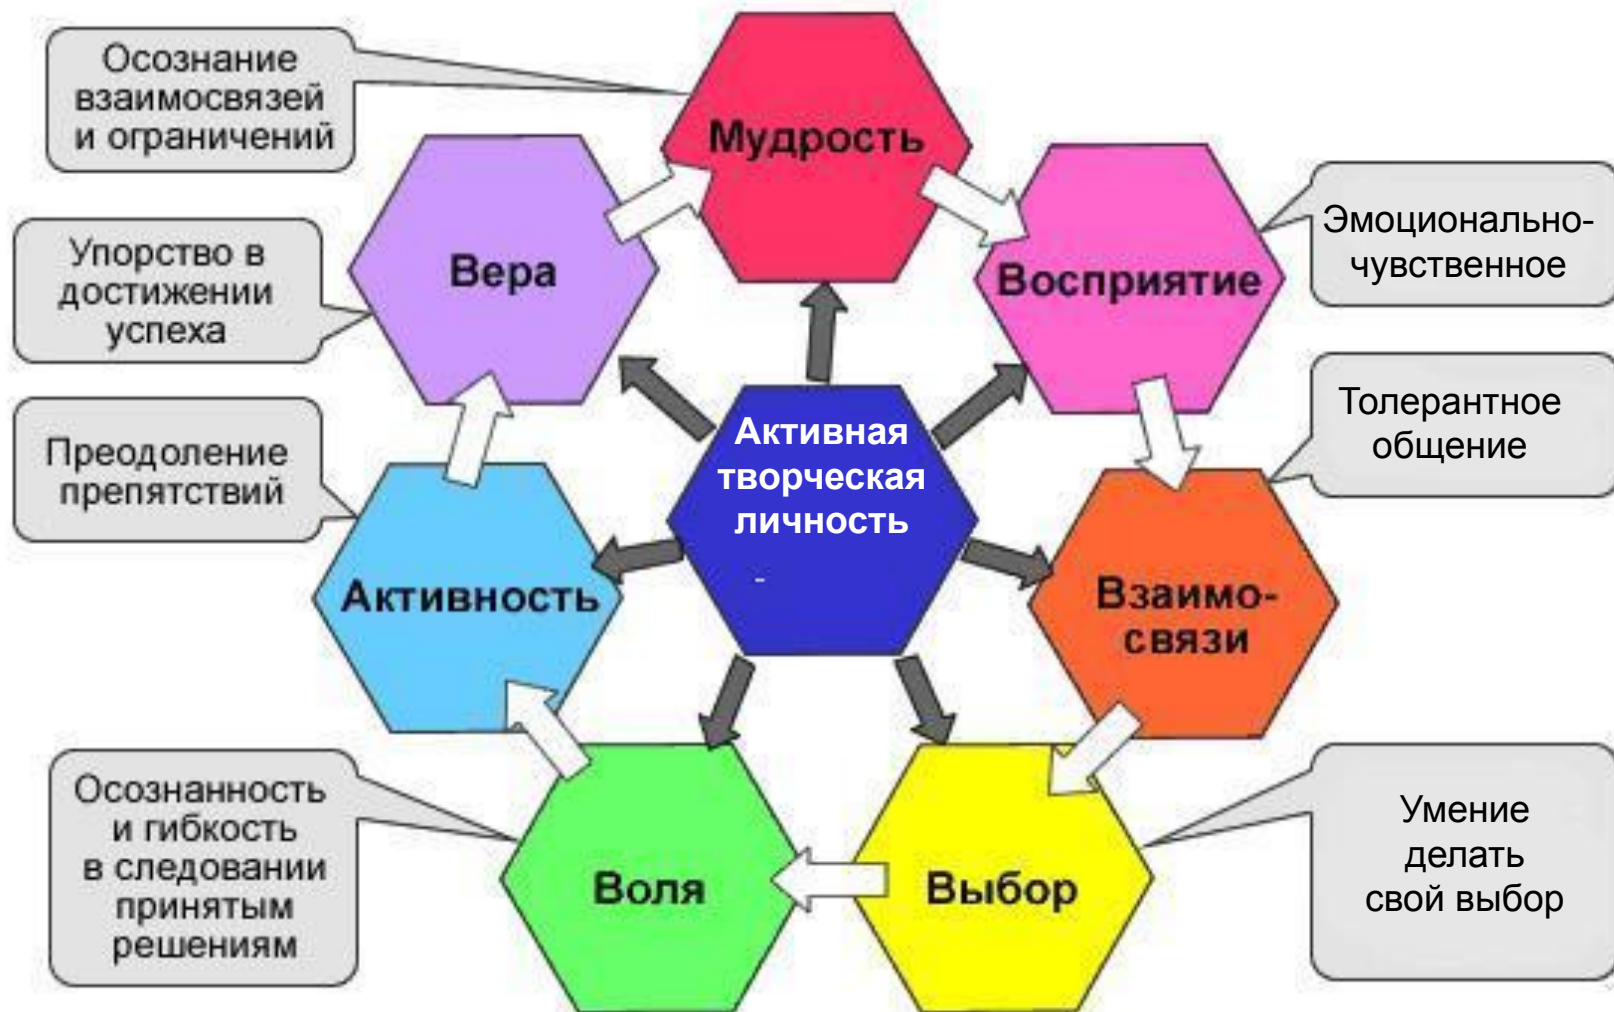 Осознание
взаимосвязей
и ограничений
Мудрость
Эмоционально-
чувственное
Восприятие
Вера
Упорство в
достижении
успеха
Толерантное
общение
Активная
творческая
личность
-
Преодоление
препятствий
Активность
Взаимо-
связи
Осознанность
и гибкость
в следовании
принятым
решениям
Воля
Выбор
Умение
делать
свой выбор